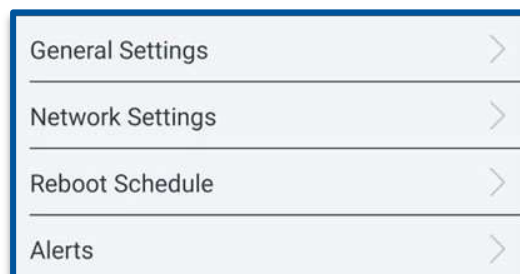 General Settings
Network Settings
Reboot Schedule
Alerts